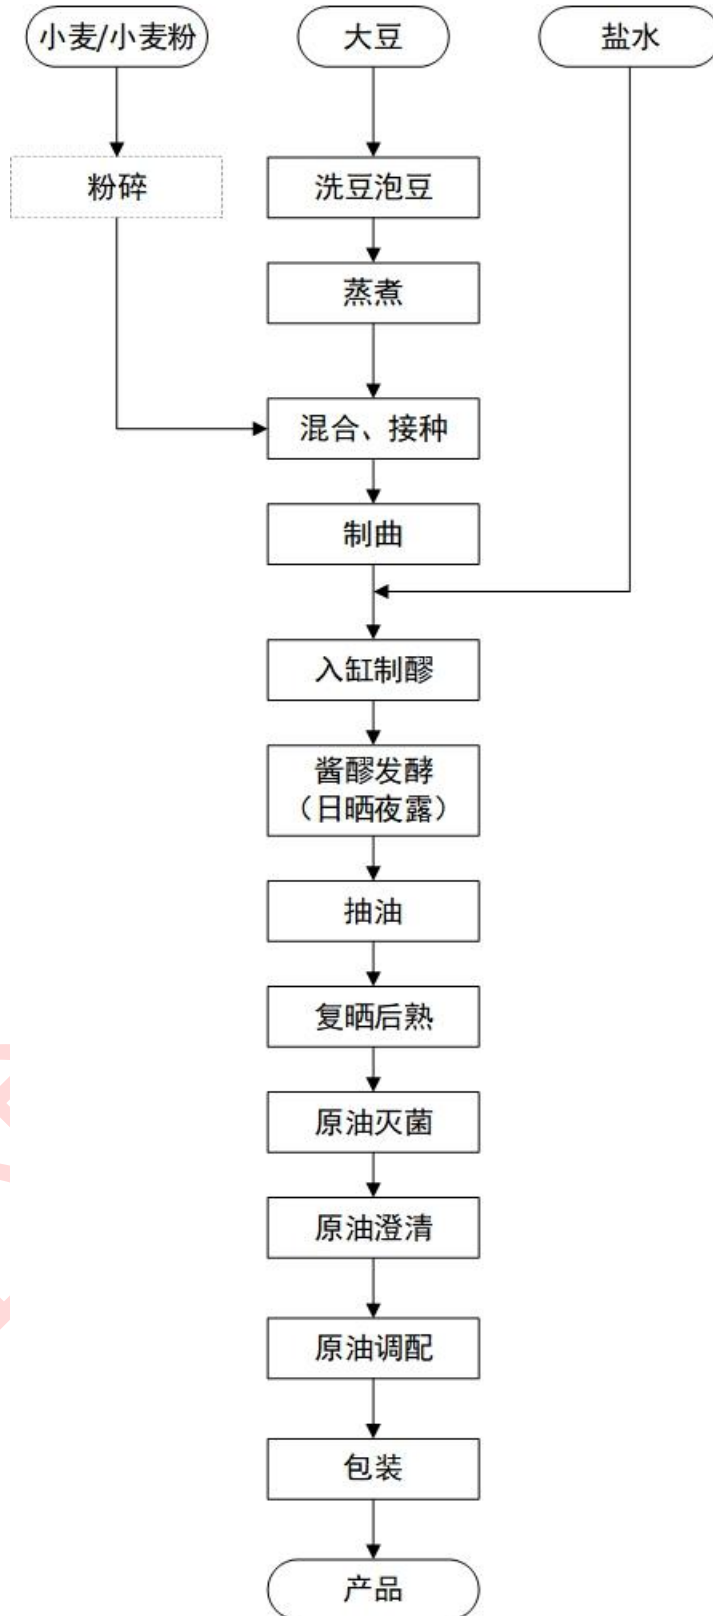 小麦/小麦粉
大豆
盐水
粉碎
洗豆泡豆
蒸煮
混合、接种
制曲
入缸制醪
酱醪发酵
（日晒夜露）
抽油
复晒后熟
原油灭菌
原油澄清
原油调配
包装
产品